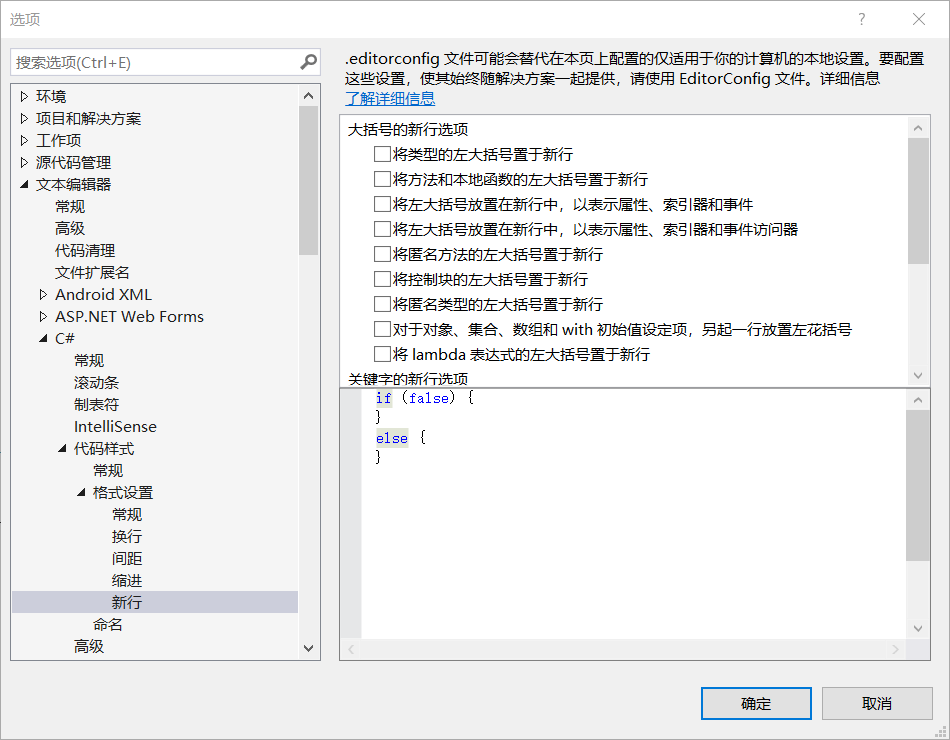 选项
搜索选项(Ctrl+E)
环境
项目和解决方案
工作项
源代码管理
文本编辑器
常规
高级
代码清理
文件扩展名
Android XML
ASP.NET Web Forms
C#
常规
滚动条
制表符
IntelliSense
代码样式
常规
格式设置
常规
换行
间距
缩进
新行
命名
高级
.editorconfig 文件可能会替代在本页上配置的仅适用于你的计算机的本地设置。要配置
这些设置，使其始终随解决方案一起提供，请使用 EditorConfig 文件。详细信息
了解详细信息
大括号的新行选项
将类型的左大括号置于新行
将方法和本地函数的左大括号置于新行
将左大括号放置在新行中，以表示属性、索引器和事件
将左大括号放置在新行中，以表示属性、索引器和事件访问器
将匿名方法的左大括号置于新行
将控制块的左大括号置于新行
将匿名类型的左大括号置于新行
对于对象、集合、数组和 with 初始值设定项，另起一行放置左花括号
将 lambda 表达式的左大括号置于新行
关键字的新行选项
if (false) {
}
else {
}
确定
取消